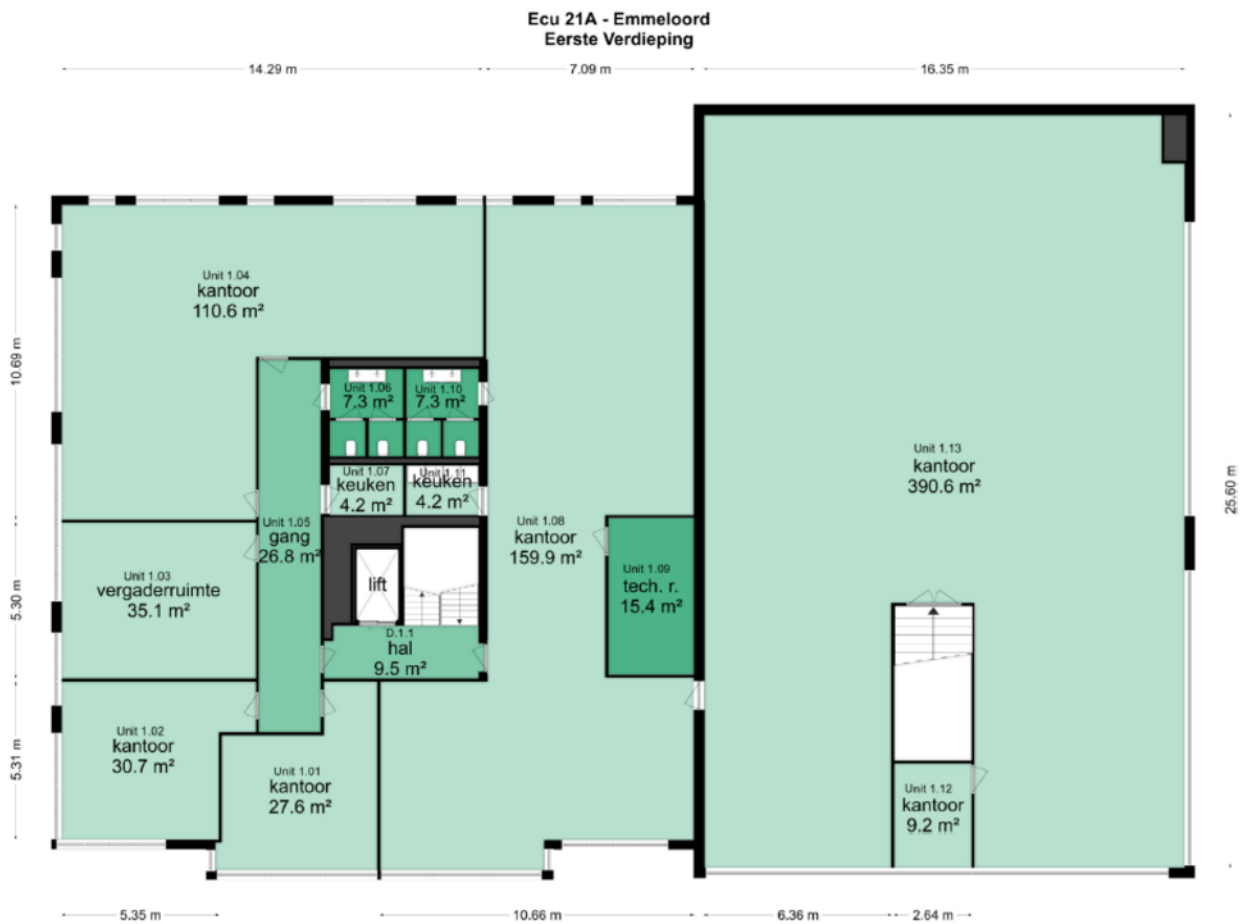 Ecu 21A - Emmeloord
Eerste Verdieping
14.29 m
7.09 m
16.35 m
10.69 m
5.30 m
5.31 m
25.60 m
Unit 1.04
kantoor
110.6 m²
Unit 1.06
7.3 m²
Unit 1.10
7.3 m²
Unit 1.07
keuken
4.2 m²
Unit 1.11
keuken
4.2 m²
Unit 1.05
gang
26.8 m²
Unit 1.08
kantoor
159.9 m²
Unit 1.13
kantoor
390.6 m²
Unit 1.03
vergaderruimte
35.1 m²
lift
Unit 1.09
tech. r.
15.4 m²
D.1.1
hal
9.5 m²
Unit 1.02
kantoor
30.7 m²
Unit 1.01
kantoor
27.6 m²
Unit 1.12
kantoor
9.2 m²
5.35 m
10.66 m
6.36 m
2.64 m